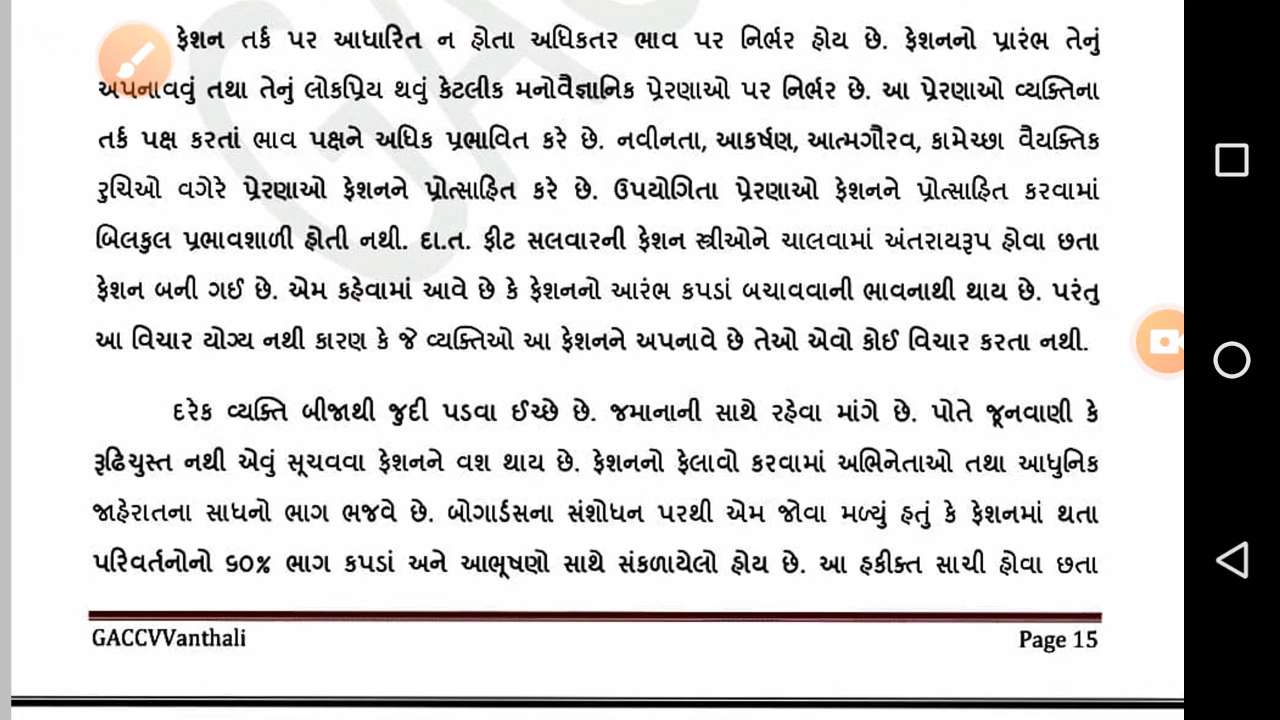 ફેશન તર્ક પર આધારિત ન હોતા અધિકતર ભાવ પર નિર્ભર હોય છે. ફેશનનો પ્રારંભ તેનું
અપનાવવું તથા તેનું લોકપ્રિય થવું કેટલીક મનોવૈજ્ઞાનિક પ્રેરણાઓ પર નિર્ભર છે. આ પ્રેરણાઓ વ્યક્તિના
તર્ક પક્ષ કરતાં ભાવ પક્ષને અધિક પ્રભાવિત કરે છે. નવીનતા, આકર્ષણ, આત્મગૌરવ, કામેચ્છા વૈયક્તિક
રુચિઓ વગેરે પ્રેરણાઓ ફેશનને પ્રોત્સાહિત કરે છે. ઉપયોગિતા પ્રેરણાઓ ફેશનને પ્રોત્સાહિત કરવામાં
બિલકુલ પ્રભાવશાળી હોતી નથી. દા.ત. ફીટ સલવારની ફેશન સ્ત્રીઓને ચાલવામાં અંતરાયરૂપ હોવા છતા
ફેશન બની ગઈ છે. એમ કહેવામાં આવે છે કે ફેશનનો આરંભ કપડાં બચાવવાની ભાવનાથી થાય છે. પરંતુ
આ વિચાર યોગ્ય નથી કારણ કે જે વ્યક્તિઓ આ ફેશનને અપનાવે છે તેઓ એવો કોઈ વિચાર કરતા નથી.
દરેક વ્યક્તિ બીજાથી જુદી પડવા ઈચ્છે છે. જમાનાની સાથે રહેવા માંગે છે. પોતે જૂનવાણી કે
રૂઢિચુસ્ત નથી એવું સૂચવવા ફેશનને વશ થાય છે. ફેશનનો ફેલાવો કરવામાં અભિનેતાઓ તથા આધુનિક
જાહેરાતના સાધનો ભાગ ભજવે છે. બોગાર્ડસના સંશોધન પરથી એમ જોવા મળ્યું હતું કે ફેશનમાં થતા
પરિવર્તનોનો ૬૦% ભાગ કપડાં અને આભૂષણો સાથે સંકળાયેલો હોય છે. આ હકીક્ત સાચી હોવા છતા
GACCVVanthali
Page 15